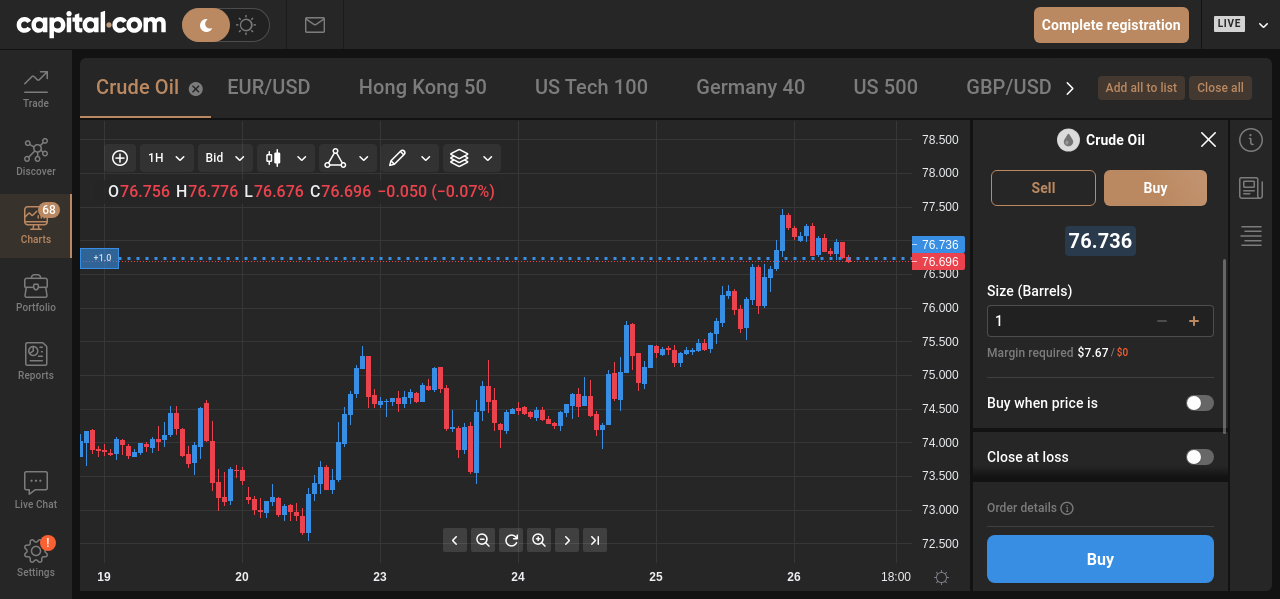 capital.com
Complete registration
LIVE
Trade
Discover
68
Charts
Portfolio
Reports
Live Chat
!
Settings
Crude Oil
EUR/USD
Hong Kong 50
US Tech 100
Germany 40
US 500
GBP/USD
Add all to list
Close all
1H
Bid
O76.756 H76.776 L76.676 C76.696 −0.050 (−0.07%)
+1.0
78.500
78.000
77.500
76.736
76.696
76.500
76.000
75.500
75.000
74.500
74.000
73.500
73.000
72.500
19
20
23
24
25
26
18:00
Crude Oil
Sell
Buy
76.736
Size (Barrels)
1
Margin required $7.67 / $0
Buy when price is
Close at loss
Order details
Buy